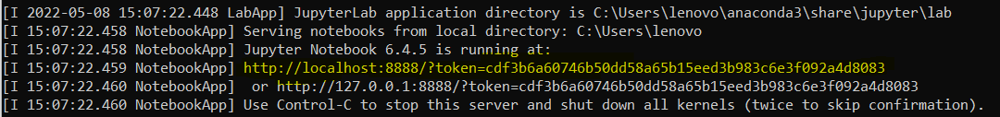 [I 2022-05-08 15:07:22.448 LabApp] JupyterLab application directory is C:\Users\lenovo\anaconda3\share\jupyter\lab
[I 15:07:22.458 NotebookApp] Serving notebooks from local directory: C:\Users\lenovo
[I 15:07:22.458 NotebookApp] Jupyter Notebook 6.4.5 is running at:
[I 15:07:22.459 NotebookApp] http://localhost:8888/?token=cdf3b6a60746b50dd58a65b15eed3b983c6e3f092a4d8083
[I 15:07:22.460 NotebookApp]  or http://127.0.0.1:8888/?token=cdf3b6a60746b50dd58a65b15eed3b983c6e3f092a4d8083
[I 15:07:22.460 NotebookApp] Use Control-C to stop this server and shut down all kernels (twice to skip confirmation).